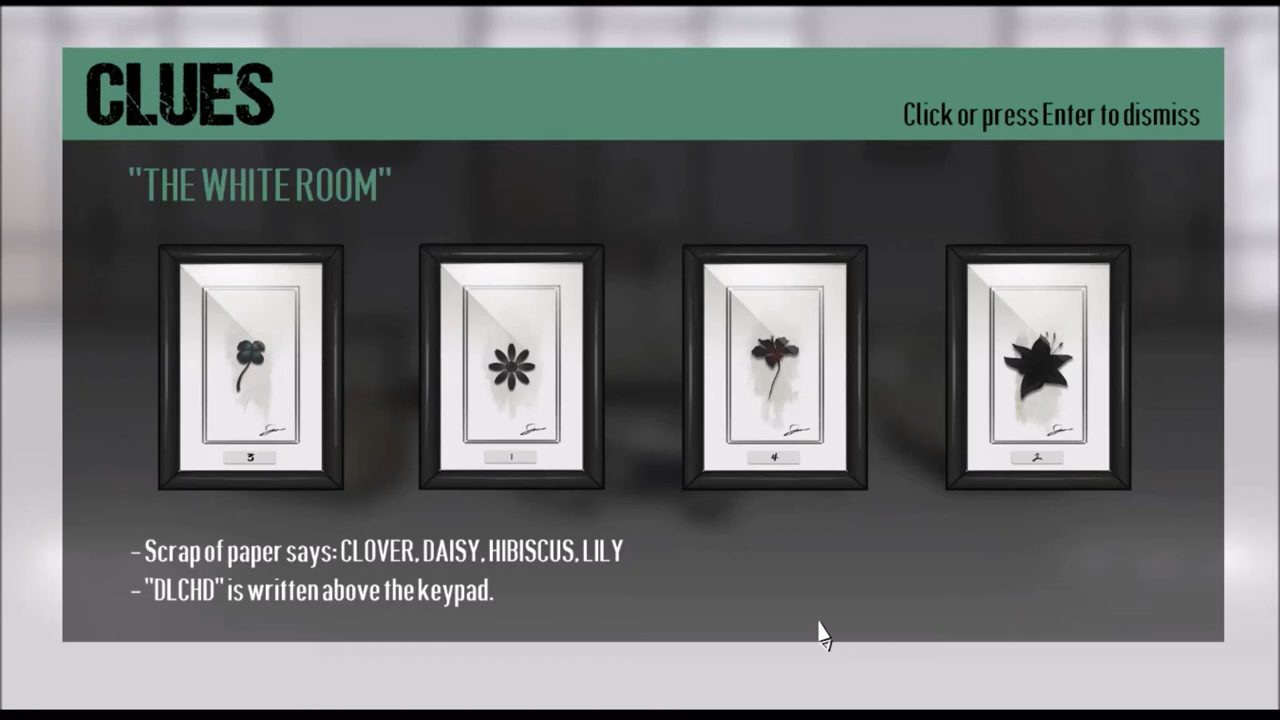 CLUES
Click or press Enter to dismiss
"THE WHITE ROOM"
3
1
4
2
- Scrap of paper says: CLOVER, DAISY, HIBISCUS, LILY
- "DLCHD" is written above the keypad.